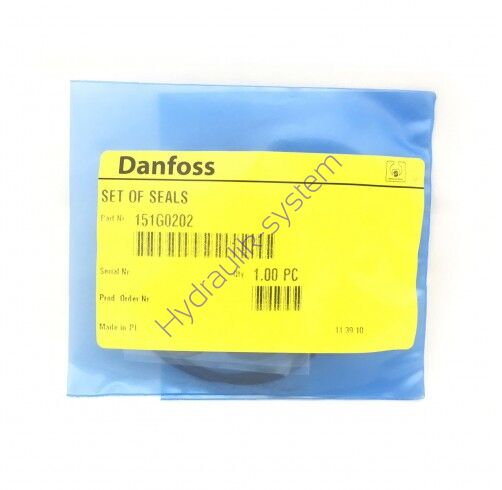 Danfoss
SET OF SEALS
Part Nr 151G0202
Serial Nr
Qty 1.00 PC
Prod. Order Nr
Made in PL
11.39.10
Hydraulik system